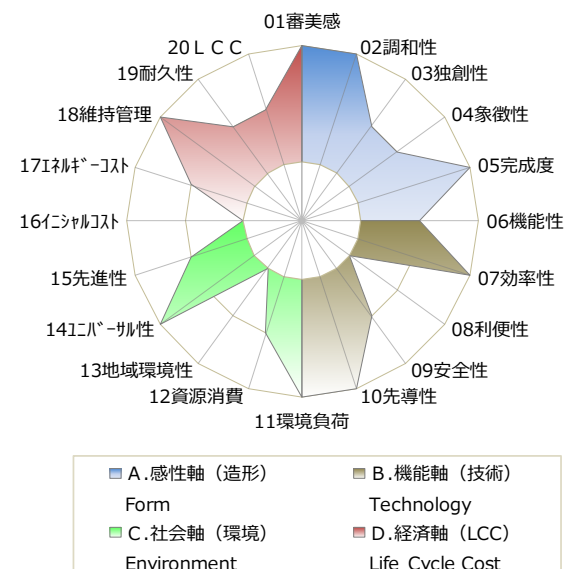 01審美感
02調和性
03独創性
04象徴性
05完成度
06機能性
07効率性
08利便性
09安全性
10先導性
11環境負荷
12資源消費
13地域環境性
14ﾕﾆﾊﾞｰｻﾙ性
15先進性
16ｲﾆｼｬﾙｺｽﾄ
17ｴﾈﾙｷﾞｰｺｽﾄ
18維持管理
19耐久性
20ＬＣＣ
A.感性軸（造形）
Form
B.機能軸（技術）
Technology
C.社会軸（環境）
Environment
D.経済軸（LCC）
Life Cycle Cost